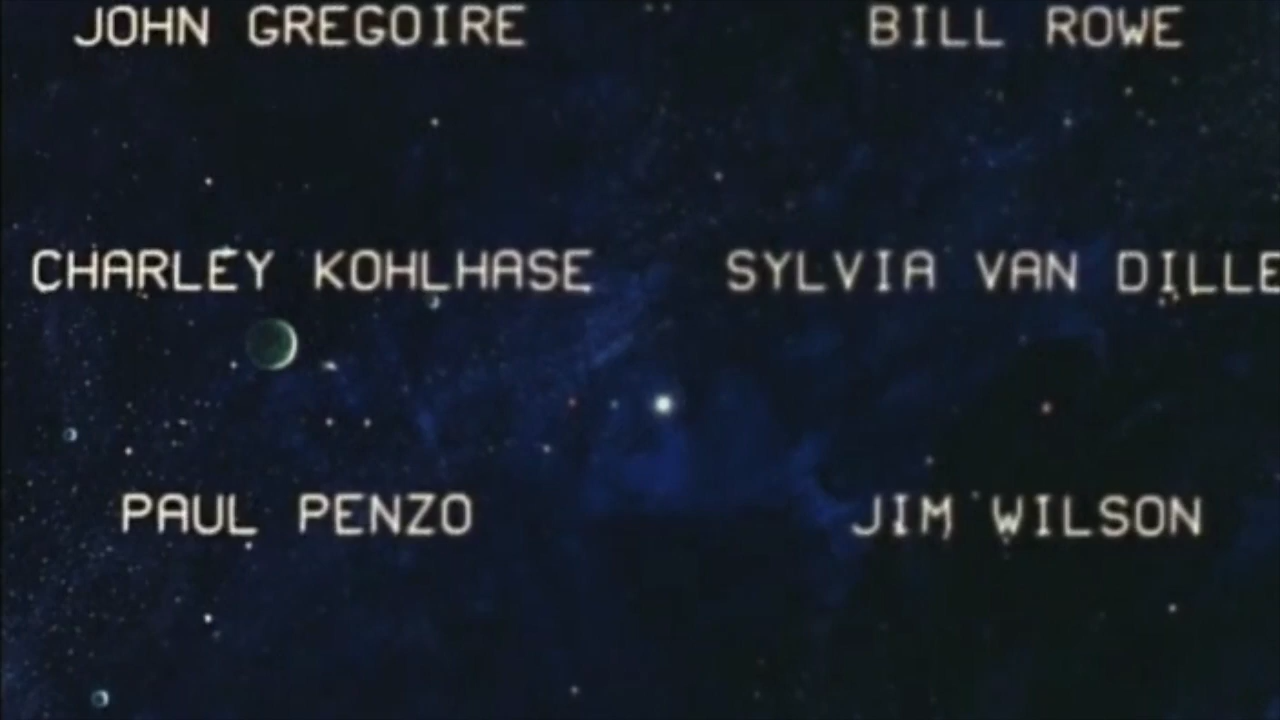 JOHN GREGOIRE BILL ROWE
CHARLEY KOHLHASE SYLVIA VAN DILLE
PAUL PENZO JIM WILSON